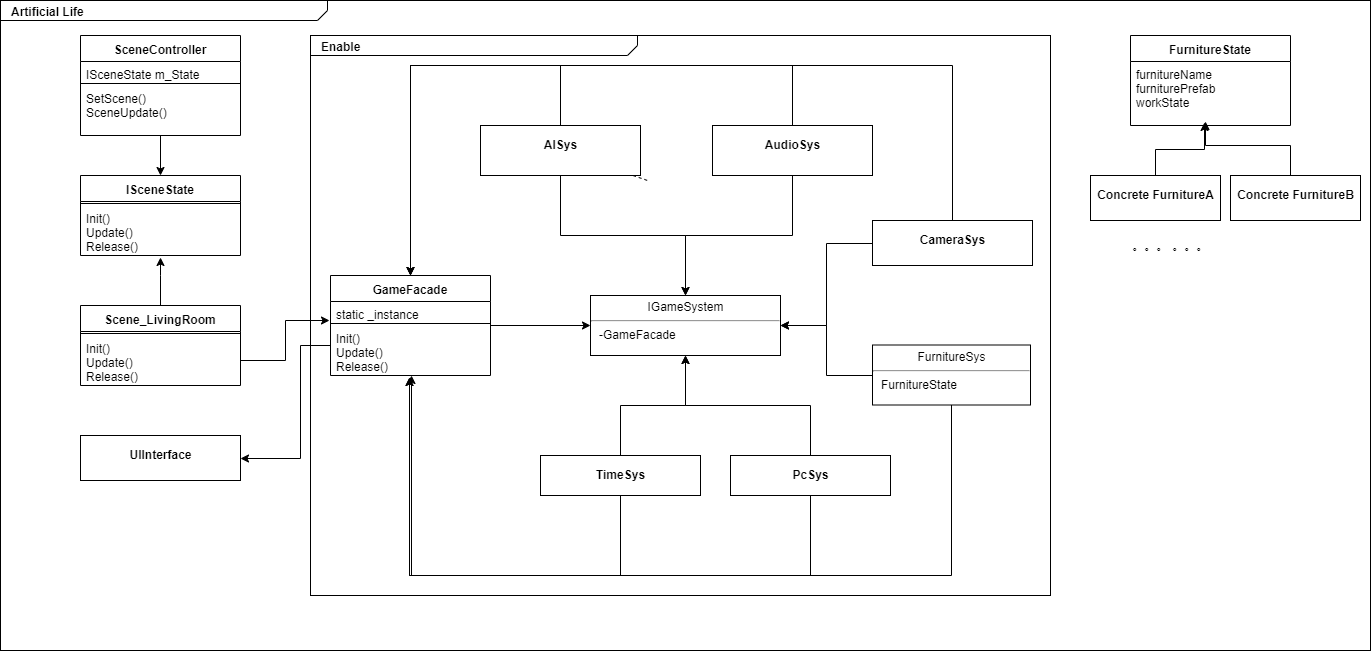 Artificial Life
SceneController
ISceneState m_State
SetScene()
SceneUpdate()
ISceneState
Init()
Update()
Release()
Scene_LivingRoom
Init()
Update()
Release()
UIInterface
Enable
AISys
AudioSys
CameraSys
GameFacade
static _instance
Init()
Update()
Release()
IGameSystem
-GameFacade
FurnitureSys
FurnitureState
TimeSys
PcSys
FurnitureState
furnitureName
furniturePrefab
workState
Concrete FurnitureA
Concrete FurnitureB
。。。。。。